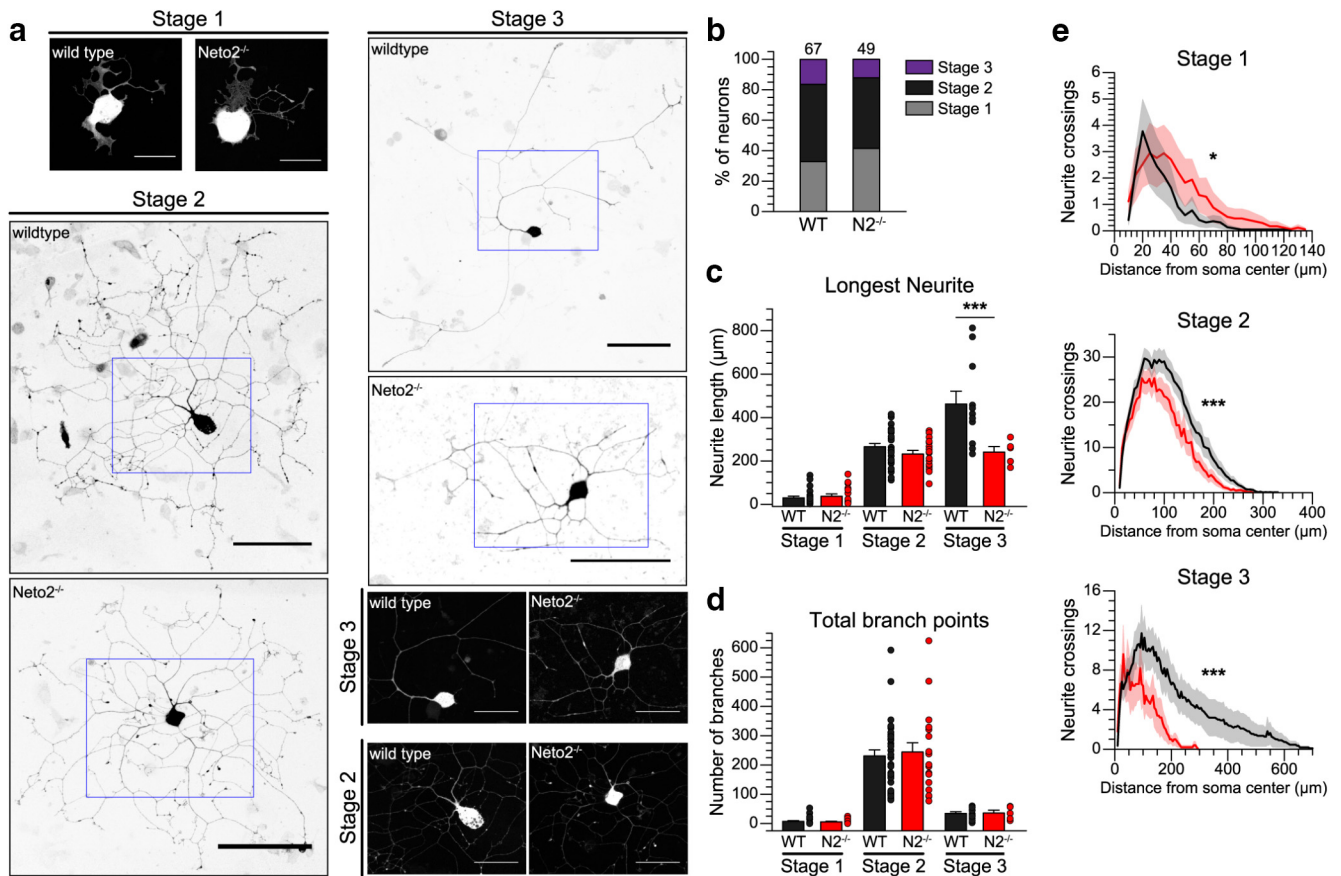 a
Stage 1
wild type
Neto2-/-
Stage 2
wildtype
Neto2-/-
Stage 3
wildtype
Neto2-/-
Stage 3
wild type
Neto2-/-
Stage 2
wild type
Neto2-/-
b
67 49
100
80
60
40
20
0
% of neurons
WT N2-/-
Stage 3
Stage 2
Stage 1
c
Longest Neurite
***
800
600
400
200
0
Neurite length (µm)
WT N2-/- WT N2-/- WT N2-/-
Stage 1 Stage 2 Stage 3
d
Total branch points
600
500
400
300
200
100
0
Number of branches
WT N2-/- WT N2-/- WT N2-/-
Stage 1 Stage 2 Stage 3
e
Stage 1
*
6
5
4
3
2
1
0
Neurite crossings
0 20 40 60 80 100 120 140
Distance from soma center (µm)
Stage 2
***
30
20
10
0
Neurite crossings
0 100 200 300 400
Distance from soma center (µm)
Stage 3
***
16
12
8
4
0
Neurite crossings
0 200 400 600
Distance from soma center (µm)